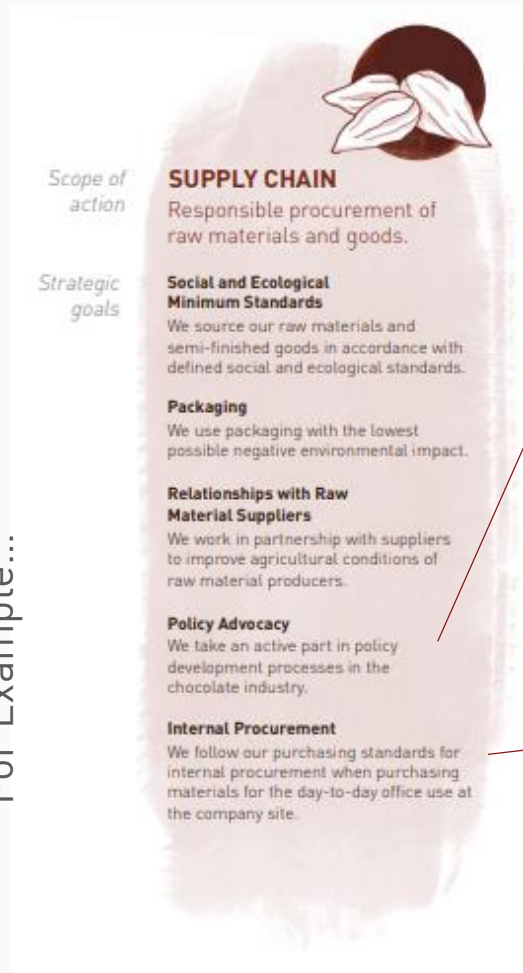 Scope of
action
SUPPLY CHAIN
Responsible procurement of
raw materials and goods.
Strategic
goals
Social and Ecological
Minimum Standards
We source our raw materials and
semi-finished goods in accordance with
defined social and ecological standards.
Packaging
We use packaging with the lowest
possible negative environmental impact.
Relationships with Raw
Material Suppliers
We work in partnership with suppliers
to improve agricultural conditions of
raw material producers.
Policy Advocacy
We take an active part in policy
development processes in the
chocolate industry.
Internal Procurement
We follow our purchasing standards for
internal procurement when purchasing
materials for the day-to-day office use at
the company site.
For Example...